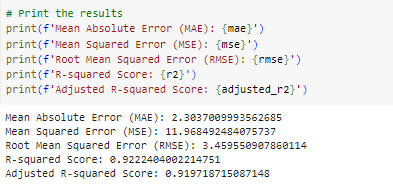 # Print the results
print(f'Mean Absolute Error (MAE): {mae}')
print(f'Mean Squared Error (MSE): {mse}')
print(f'Root Mean Squared Error (RMSE): {rmse}')
print(f'R-squared Score: {r2}')
print(f'Adjusted R-squared Score: {adjusted_r2}')
Mean Absolute Error (MAE): 2.3037009993562685
Mean Squared Error (MSE): 11.968492484075737
Root Mean Squared Error (RMSE): 3.459550907860114
R-squared Score: 0.9222404002214751
Adjusted R-squared Score: 0.919718715087148